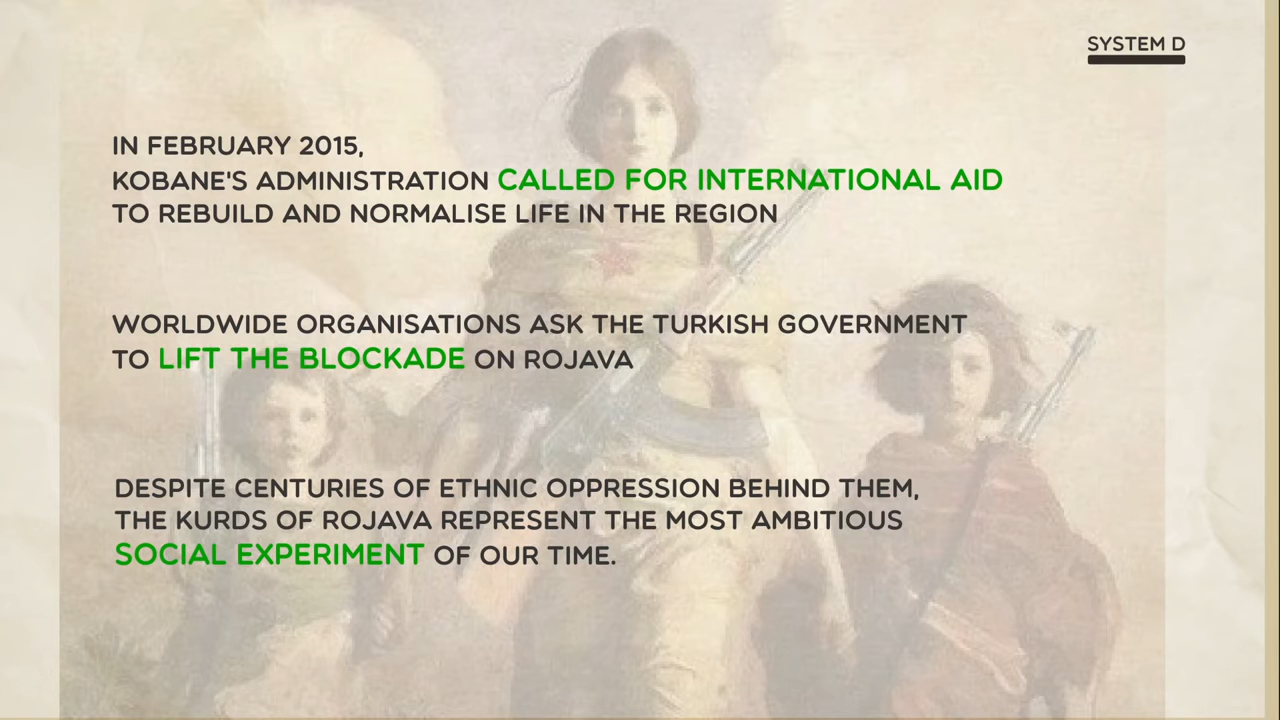 SYSTEM D
IN FEBRUARY 2015,
KOBANE'S ADMINISTRATION CALLED FOR INTERNATIONAL AID
TO REBUILD AND NORMALISE LIFE IN THE REGION
WORLDWIDE ORGANISATIONS ASK THE TURKISH GOVERNMENT
TO LIFT THE BLOCKADE ON ROJAVA
DESPITE CENTURIES OF ETHNIC OPPRESSION BEHIND THEM,
THE KURDS OF ROJAVA REPRESENT THE MOST AMBITIOUS
SOCIAL EXPERIMENT OF OUR TIME.